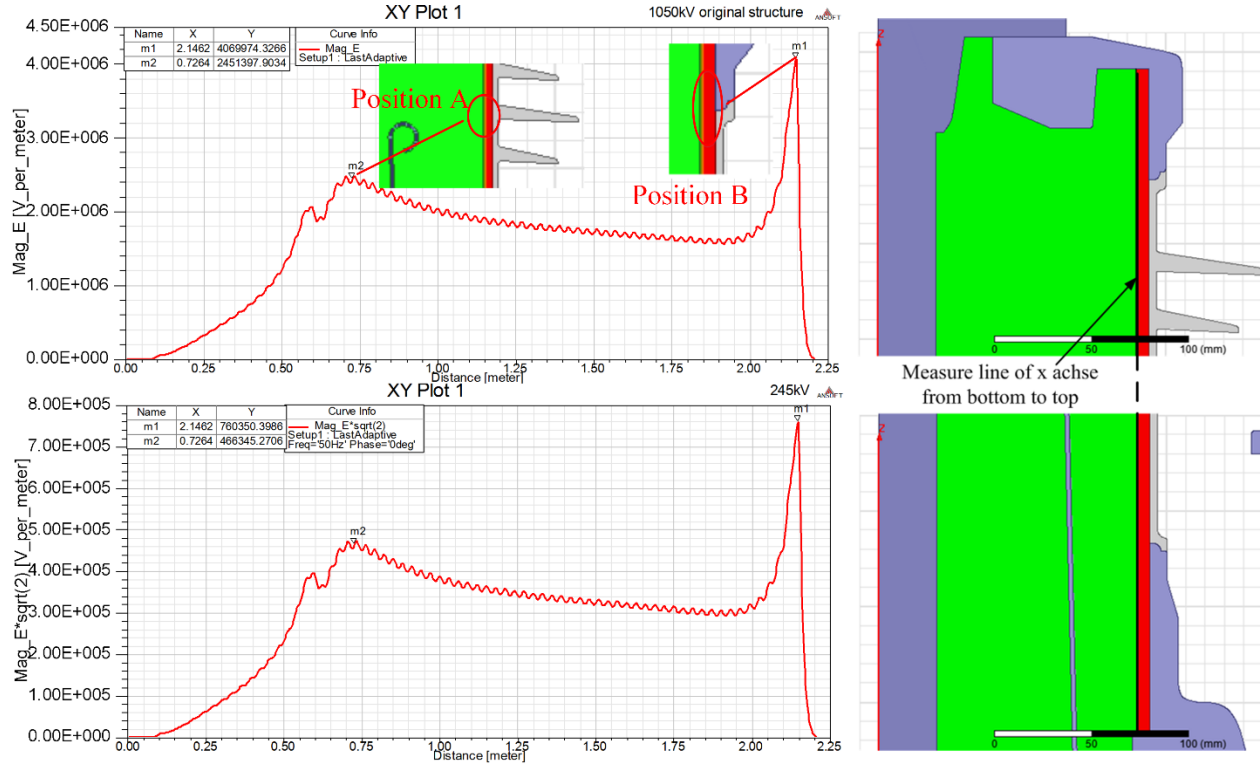 XY Plot 1
1050kV original structure
ANSOFT
Name X Y
m1 2.1462 4069974.3266
m2 0.7264 2451397.9034
Curve Info
Mag_E
Setup1 : LastAdaptive
m1
Position A
Position B
m2
4.50E+006
4.00E+006
3.00E+006
2.00E+006
1.00E+006
0.00E+000
Mag_E [V_per_meter]
0.00 0.25 0.50 0.75 1.00 1.25 1.50 1.75 2.00 2.25
Distance [meter]
XY Plot 1
245kV
ANSOFT
Name X Y
m1 2.1462 760350.3986
m2 0.7264 466345.2706
Curve Info
Mag_E*sqrt(2)
Setup1 : LastAdaptive
Freq='50Hz' Phase='0deg'
m1
m2
8.00E+005
7.00E+005
6.00E+005
5.00E+005
4.00E+005
3.00E+005
2.00E+005
1.00E+005
0.00E+000
Mag_E*sqrt(2) [V_per_meter]
0.00 0.25 0.50 0.75 1.00 1.25 1.50 1.75 2.00 2.25
Distance [meter]
Z
0 50 100 (mm)
Measure line of x achse
from bottom to top
Z
0 50 100 (mm)